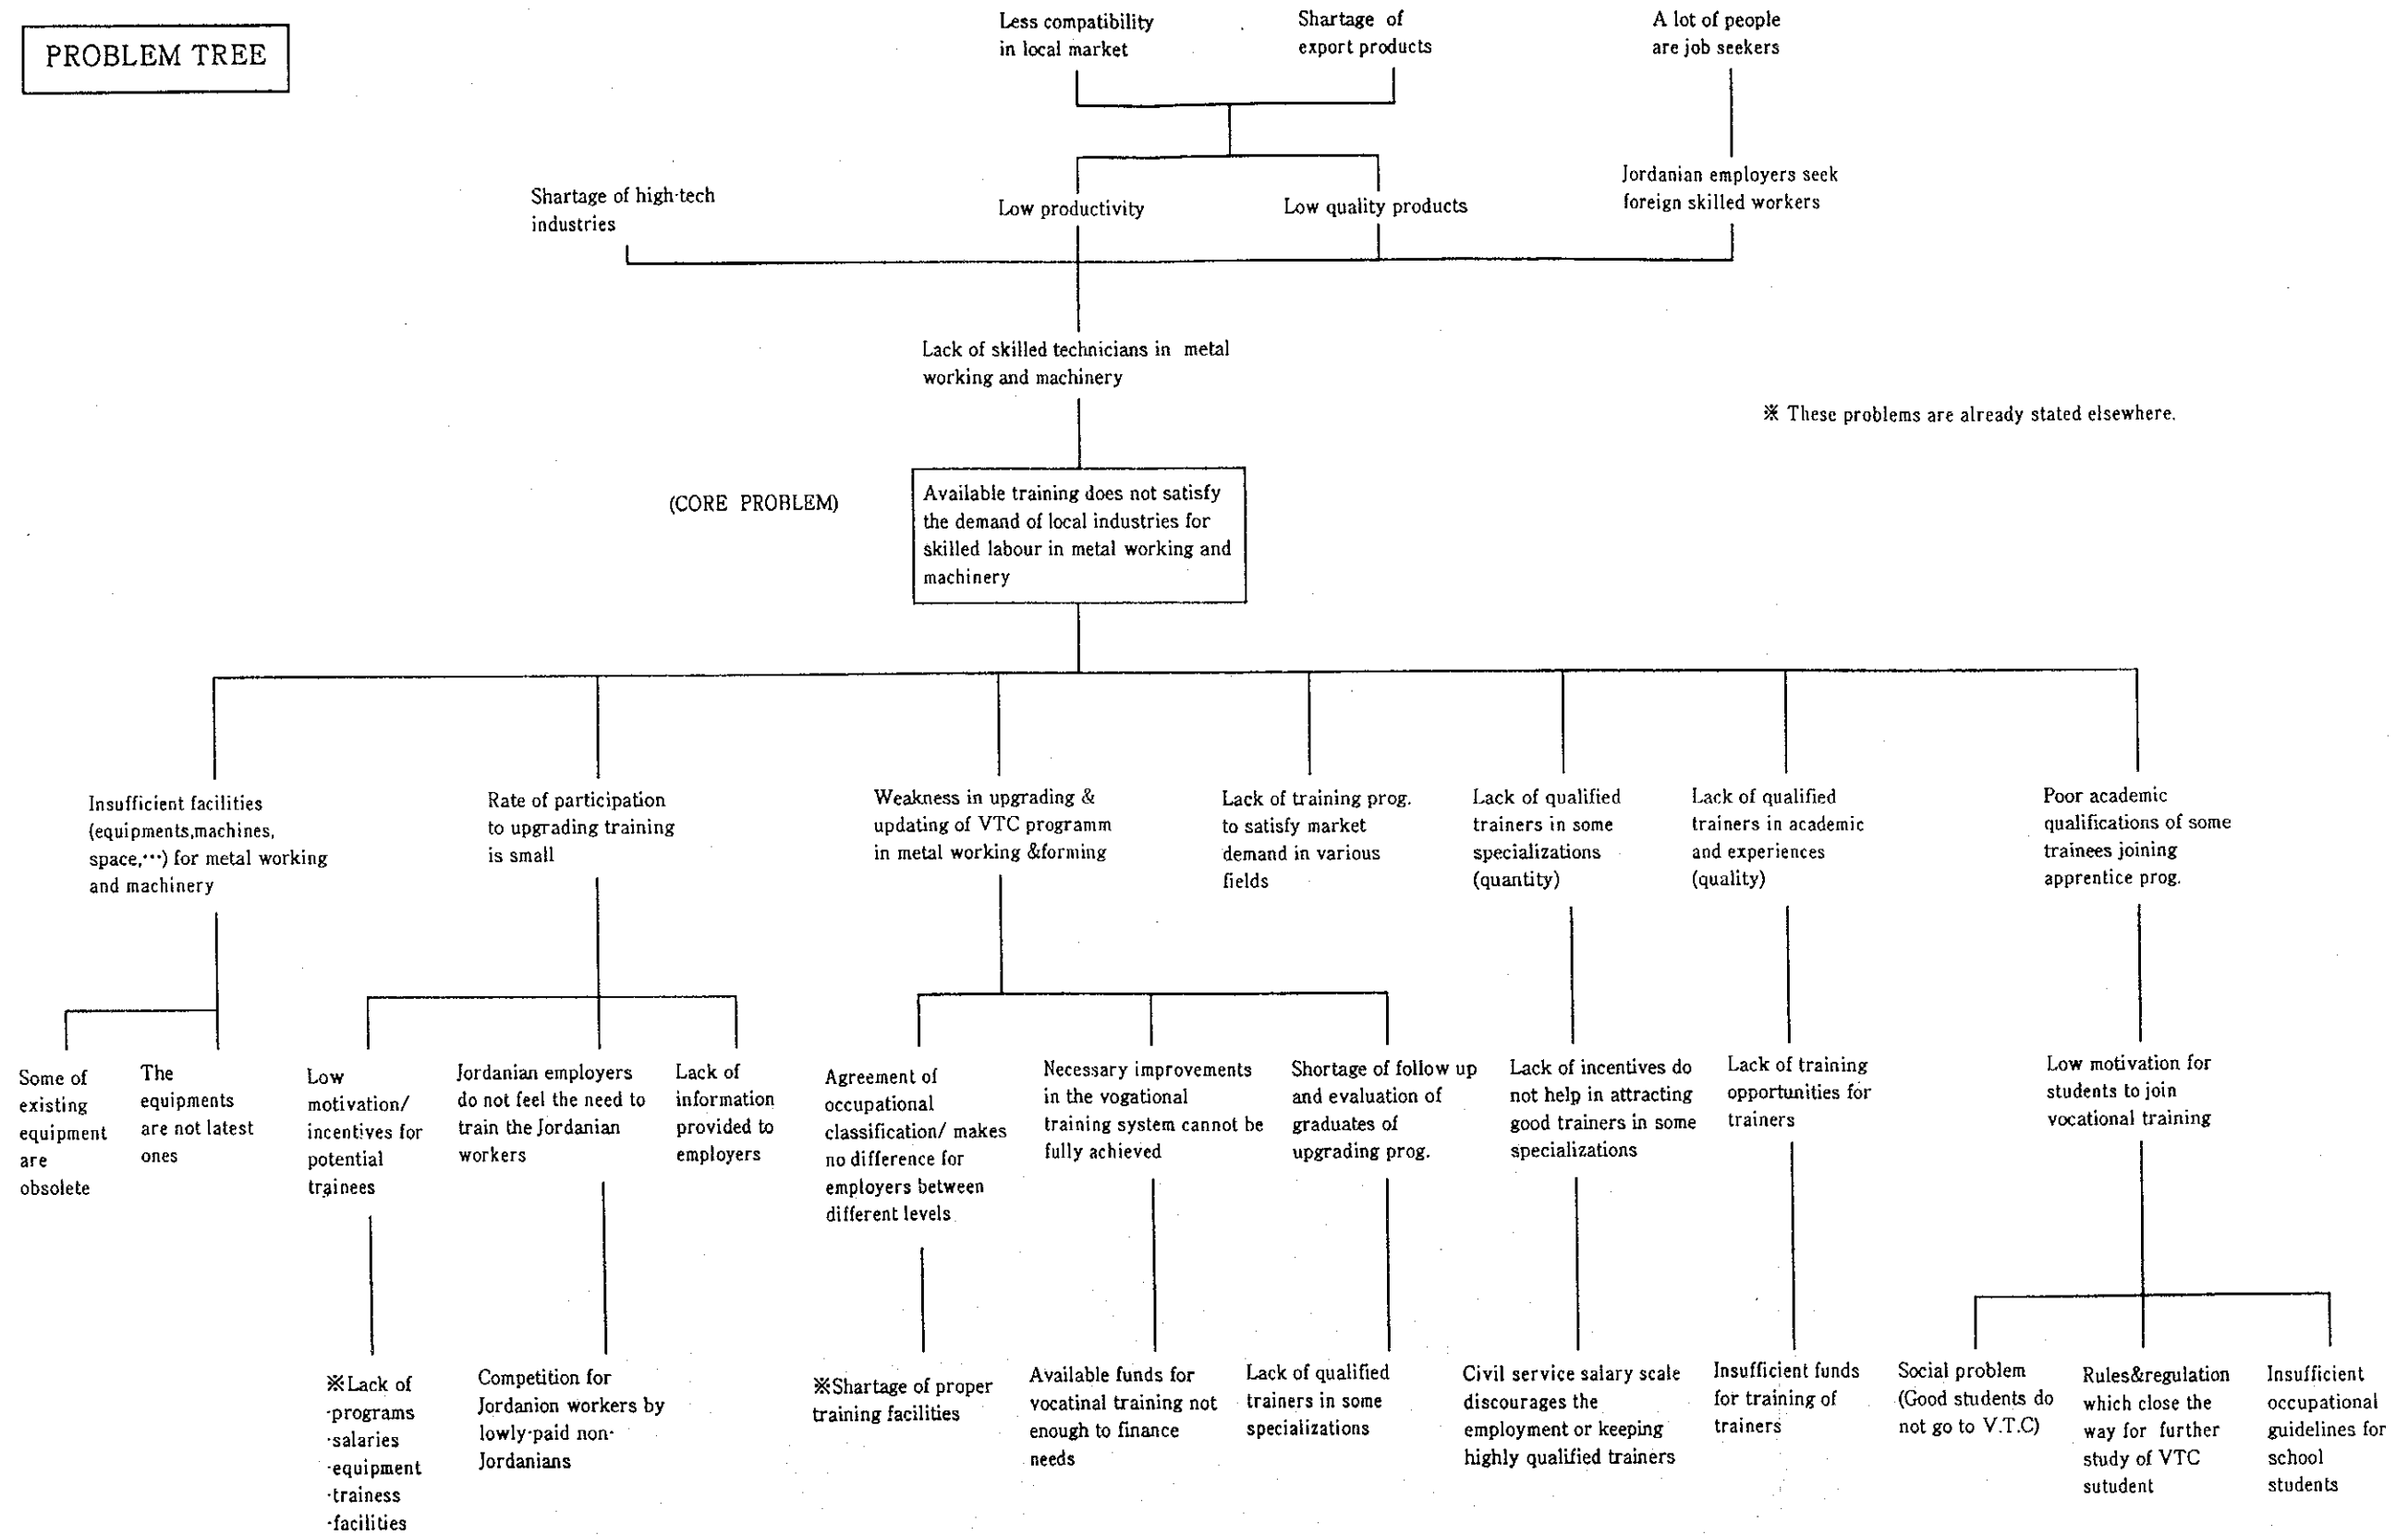 PROBLEM TREE
Less compatibility
in local market
Shartage of
export products
A lot of people
are job seekers
Shartage of high-tech
industries
Low productivity
Low quality products
Jordanian employers seek
foreign skilled workers
Lack of skilled technicians in metal
working and machinery
※ These problems are already stated elsewhere.
(CORE PROBLEM)
Available training does not satisfy
the demand of local industries for
skilled labour in metal working and
machinery
Insufficient facilities
(equipments,machines,
space,···) for metal working
and machinery
Rate of participation
to upgrading training
is small
Weakness in upgrading &
updating of VTC programm
in metal working &forming
Lack of training prog.
to satisfy market
demand in various
fields
Lack of qualified
trainers in some
specializations
(quantity)
Lack of qualified
trainers in academic
and experiences
(quality)
Poor academic
qualifications of some
trainees joining
apprentice prog.
Some of
existing
equipment
are
obsolete
The
equipments
are not latest
ones
Low
motivation/
incentives for
potential
trainees
Jordanian employers
do not feel the need to
train the Jordanian
workers
Lack of
information
provided to
employers
Agreement of
occupational
classification/ makes
no difference for
employers between
different levels
Necessary improvements
in the vogational
training system cannot be
fully achieved
Shortage of follow up
and evaluation of
graduates of
upgrading prog.
Lack of incentives do
not help in attracting
good trainers in some
specializations
Lack of training
opportunities for
trainers
Low motivation for
students to join
vocational training
※Lack of
·programs
·salaries
·equipment
·trainess
·facilities
Competition for
Jordanion workers by
lowly-paid non-
Jordanians
※Shartage of proper
training facilities
Available funds for
vocatinal training not
enough to finance
needs
Lack of qualified
trainers in some
specializations
Civil service salary scale
discourages the
employment or keeping
highly qualified trainers
Insufficient funds
for training of
trainers
Social problem
(Good students do
not go to V.T.C)
Rules&regulation
which close the
way for further
study of VTC
sutudent
Insufficient
occupational
guidelines for
school
students